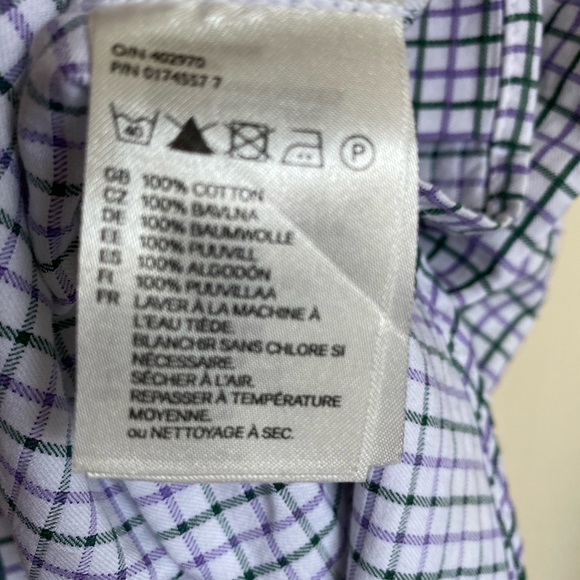 O/N 402970
P/N 0174557 7
40 P
GB 100% COTTON
CZ 100% BAVLNA
DE 100% BAUMWOLLE
EE 100% PUUVILL
ES 100% ALGODÓN
FI 100% PUUVILLAA
FR LAVER À LA MACHINE À
L'EAU TIÈDE.
BLANCHIR SANS CHLORE SI
NÉCESSAIRE.
SÉCHER À L'AIR.
REPASSER À TEMPÉRATURE
MOYENNE.
ou NETTOYAGE À SEC.